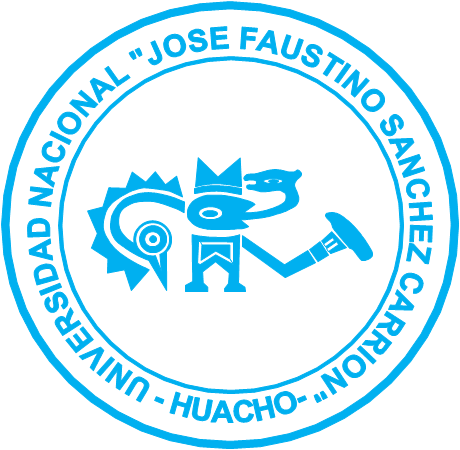 UNIVERSIDAD NACIONAL "JOSE FAUSTINO SANCHEZ CARRION"
- HUACHO-